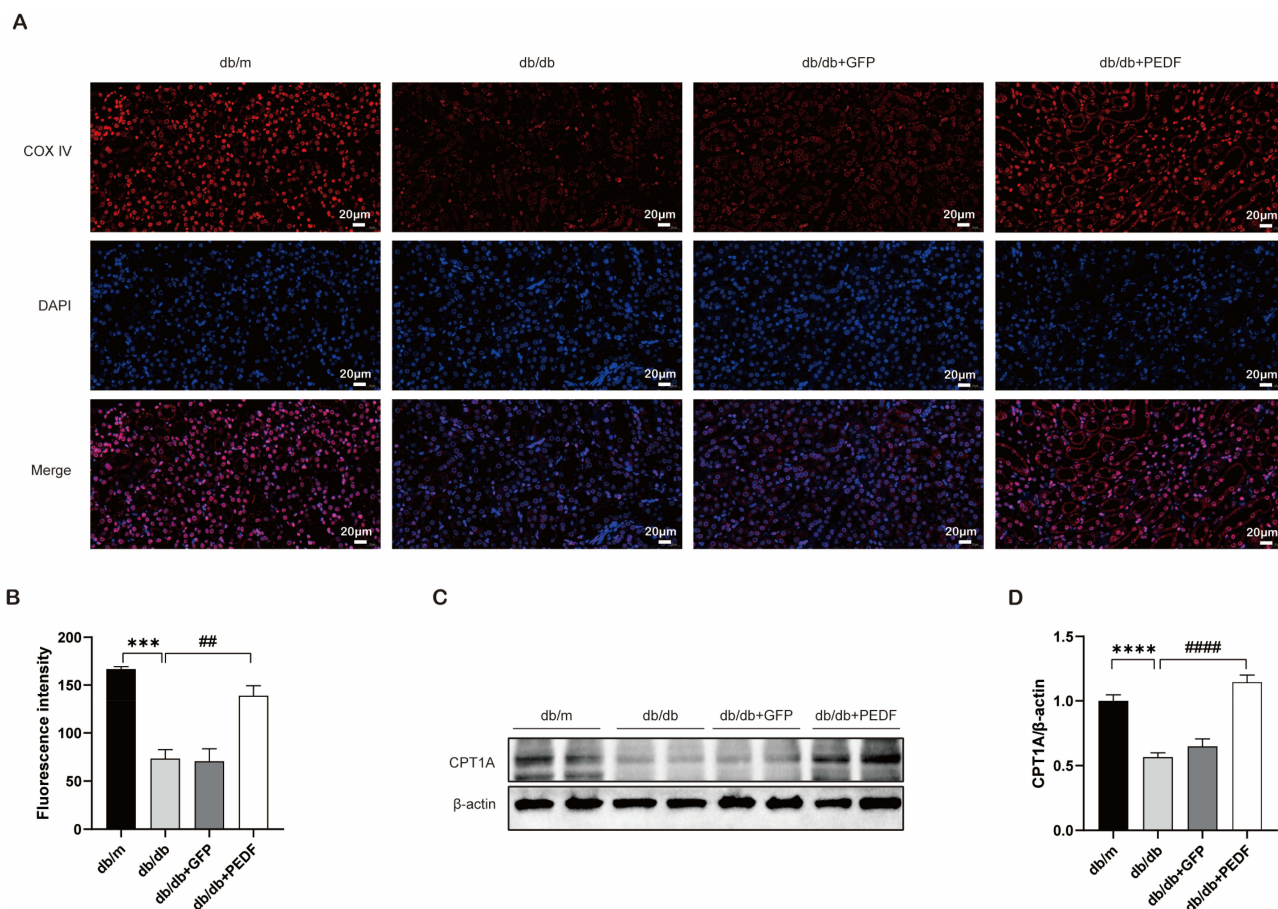 A
db/m db/db db/db+GFP db/db+PEDF
COX IV
20μm 20μm 20μm 20μm
DAPI
20μm 20μm 20μm 20μm
Merge
20μm 20μm 20μm 20μm
B
Fluorescence intensity
200
150
100
50
0
*** ##
db/m db/db db/db+GFP db/db+PEDF
C
db/m db/db db/db+GFP db/db+PEDF
CPT1A
β-actin
D
CPT1A/β-actin
1.5
1.0
0.5
0.0
**** ####
db/m db/db db/db+GFP db/db+PEDF